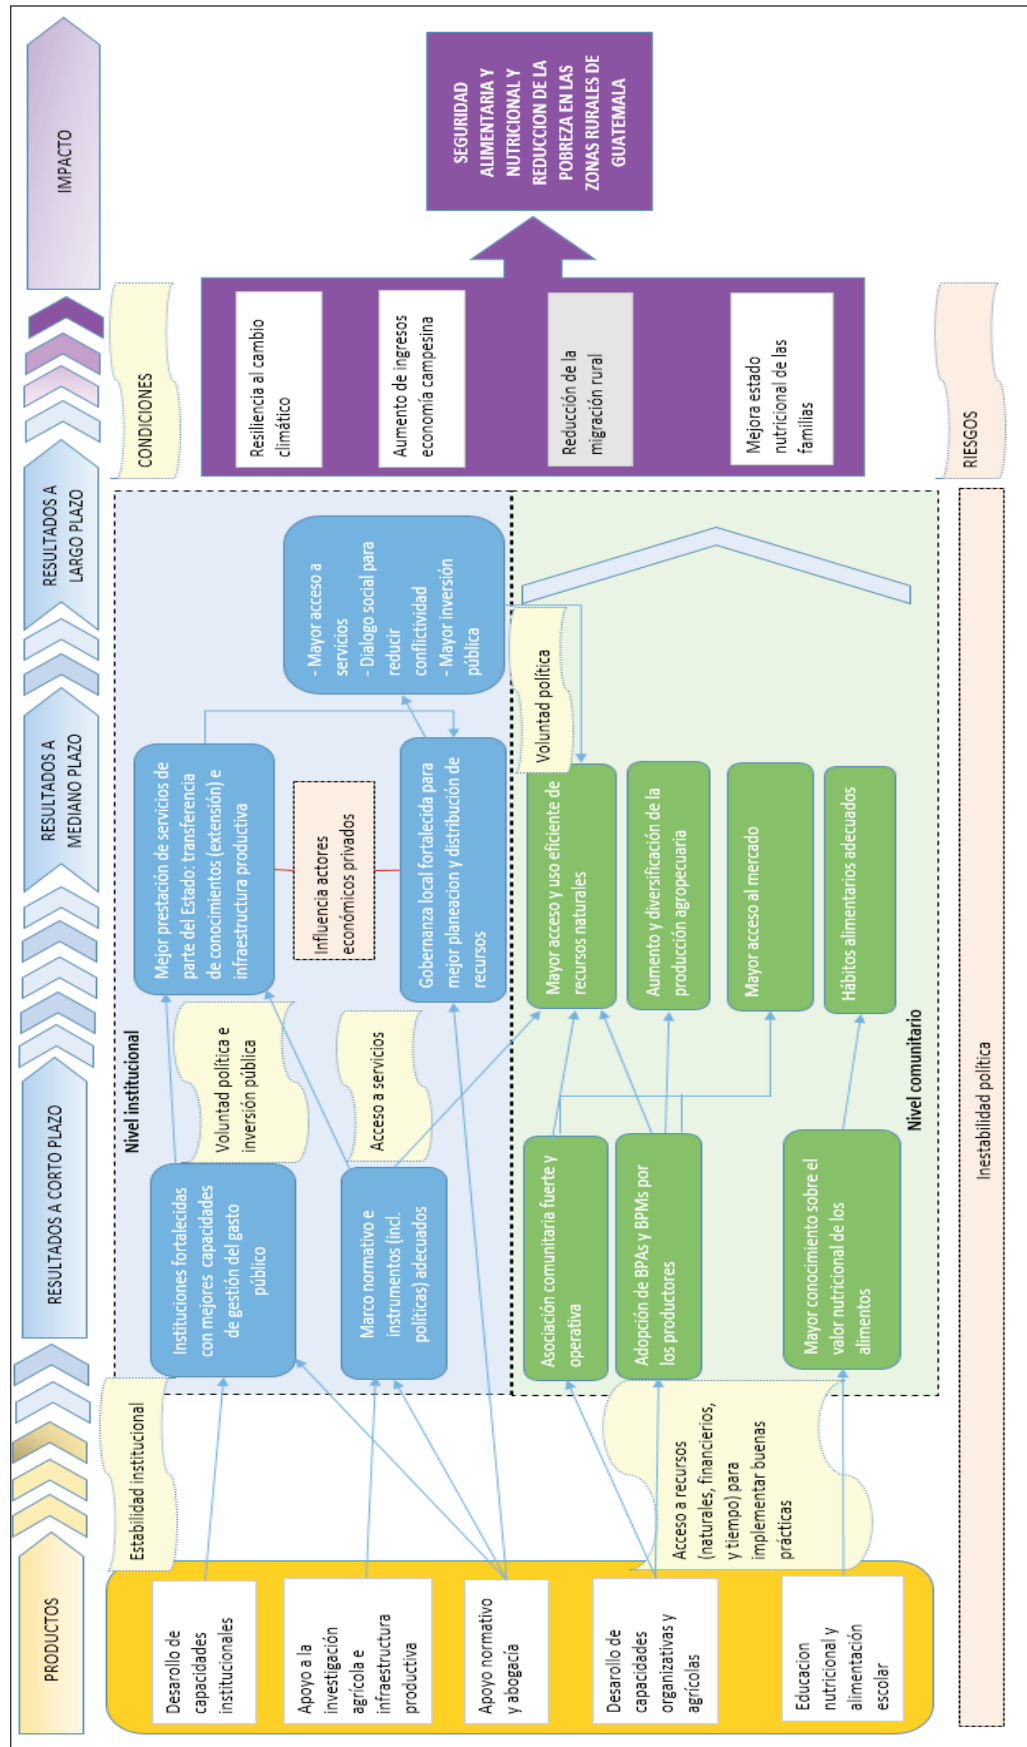 PRODUCTOS
RESULTADOS A CORTO PLAZO
RESULTADOS A
MEDIANO PLAZO
RESULTADOS A
LARGO PLAZO
IMPACTO
Estabilidad institucional
CONDICIONES
Desarollo de
capacidades
institucionales
Apoyo a la
investigación
agrícola e
infraestructura
productiva
Apoyo normativo
y abogacía
Desarollo de
capacidades
organizativas y
agrícolas
Educacion
nutricional y
alimentación
escolar
Acceso a recursos
(naturales, financierios,
y tiempo) para
implementar buenas
prácticas
Nivel institucional
Instituciones fortalecidas
con mejores capacidades
de gestión del gasto
público
Marco normativo e
instrumentos (incl.
políticas) adecuados
Voluntad política e
inversión pública
Acceso a servicios
Mejor prestación de servicios de
parte del Estado: transferencia
de conocimientos (extensión) e
infraestructura productiva
Influencia actores
económicos privados
Gobernanza local fortalecida para
mejor planeacion y distribución de
recursos
- Mayor acceso a
servicios
- Dialogo social para
reducir
conflictividad
- Mayor inversión
pública
Voluntad política
Asociación comunitaria fuerte y
operativa
Adopción de BPAs y BPMs por
los productores
Mayor conocimiento sobre el
valor nutricional de los
alimentos
Mayor acceso y uso eficiente de
recursos naturales
Aumento y diversificación de la
producción agropecuaria
Mayor acceso al mercado
Hábitos alimentarios adecuados
Nivel comunitario
Resiliencia al cambio
climático
Aumento de ingresos
economía campesina
Reducción de la
migración rural
Mejora estado
nutricional de las
familias
SEGURIDAD
ALIMENTARIA Y
NUTRICIONAL Y
REDUCCION DE LA
POBREZA EN LAS
ZONAS RURALES DE
GUATEMALA
Inestabilidad política
RIESGOS